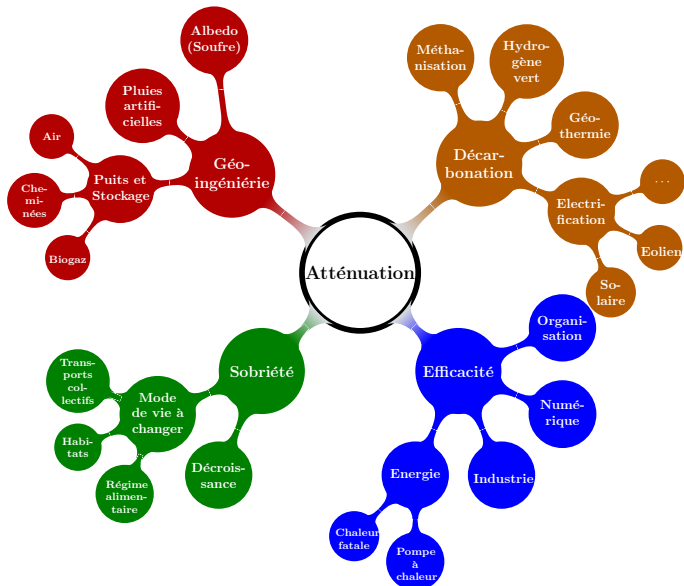 Albedo
(Soufre)
Pluies
artifi-
cielles
Géo-
ingéniérie
Air
Puits et
Stockage
Che-
mi-
nées
Biogaz
Métha-
nisation
Hydro-
gène
vert
Géo-
thermie
Décar-
bonation
Electri-
fication
. . .
Eolien
So-
laire
Atténuation
Organi-
sation
Efficacité
Numé-
rique
Energie
Industrie
Chaleur
fatale
Pompe
à
chaleur
Sobriété
Trans-
ports
col-
lectifs
Mode
de vie à
changer
Habi-
tats
Régime
alimen-
taire
Décrois-
sance